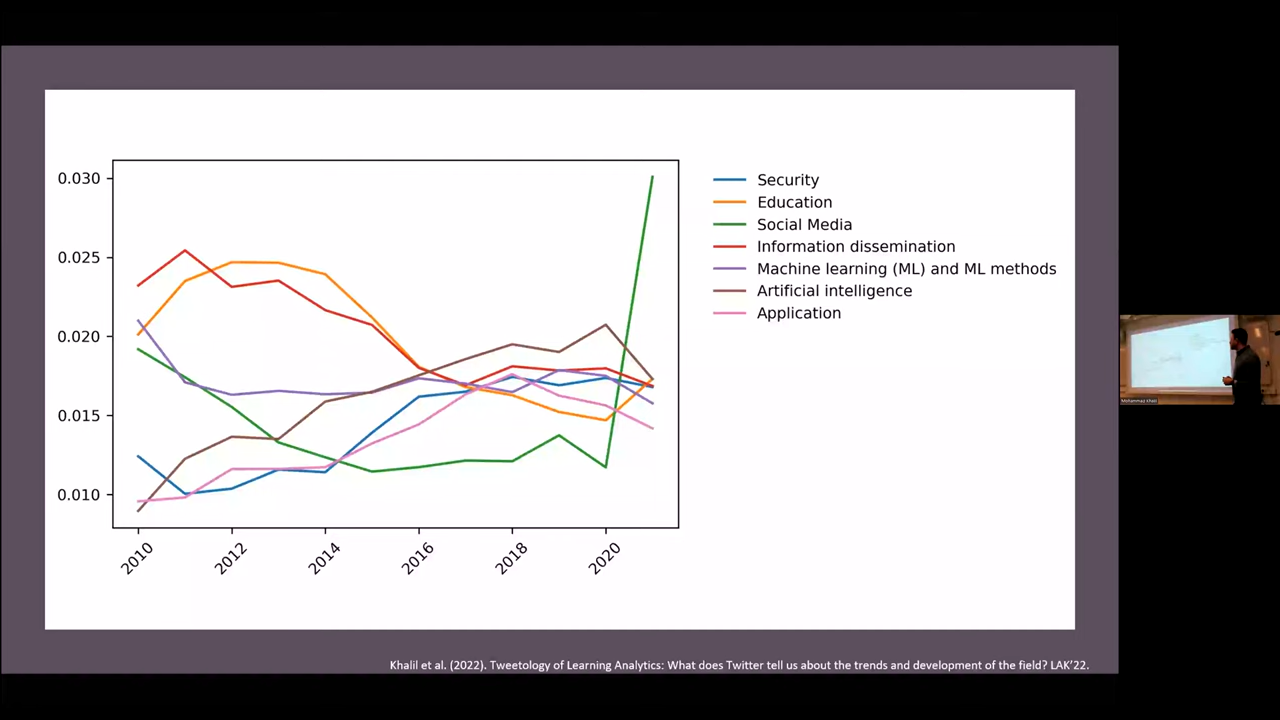 0.030
0.025
0.020
0.015
0.010
2010
2012
2014
2016
2018
2020
Security
Education
Social Media
Information dissemination
Machine learning (ML) and ML methods
Artificial intelligence
Application
Mohammad Khalil
Khalil et al. (2022). Tweetology of Learning Analytics: What does Twitter tell us about the trends and development of the field? LAK'22.